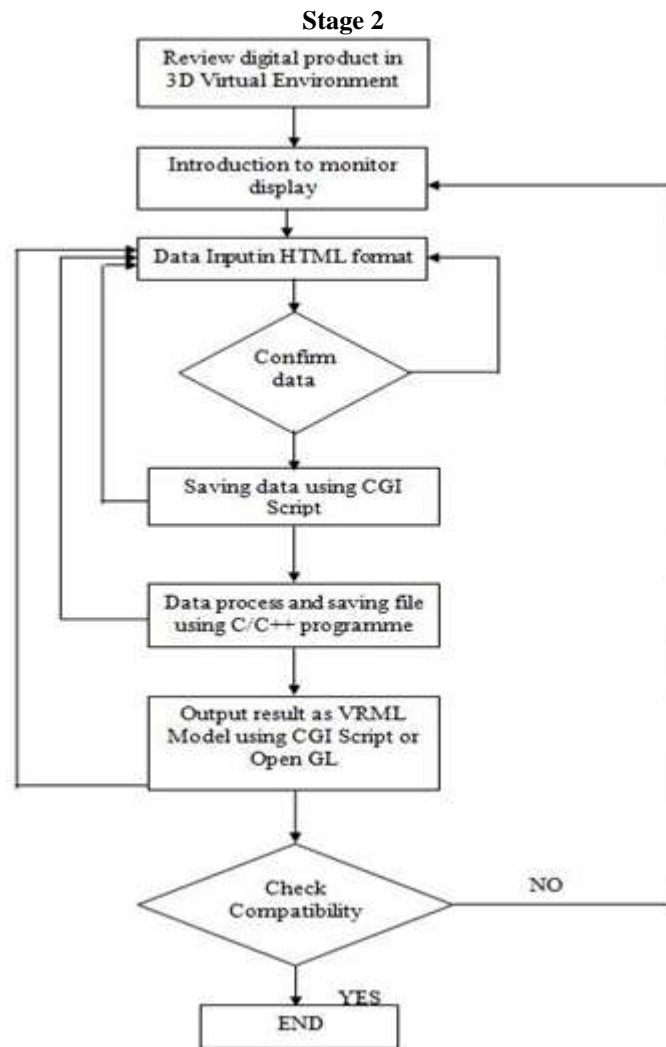 Stage 2
Review digital product in
3D Virtual Environment
Introduction to monitor
display
Data Inputin HTML format
Confirm
data
Saving data using CGI
Script
Data process and saving file
using C/C++ programme
Output result as VRML
Model using CGI Script or
Open GL
Check
Compatibility
NO
YES
END